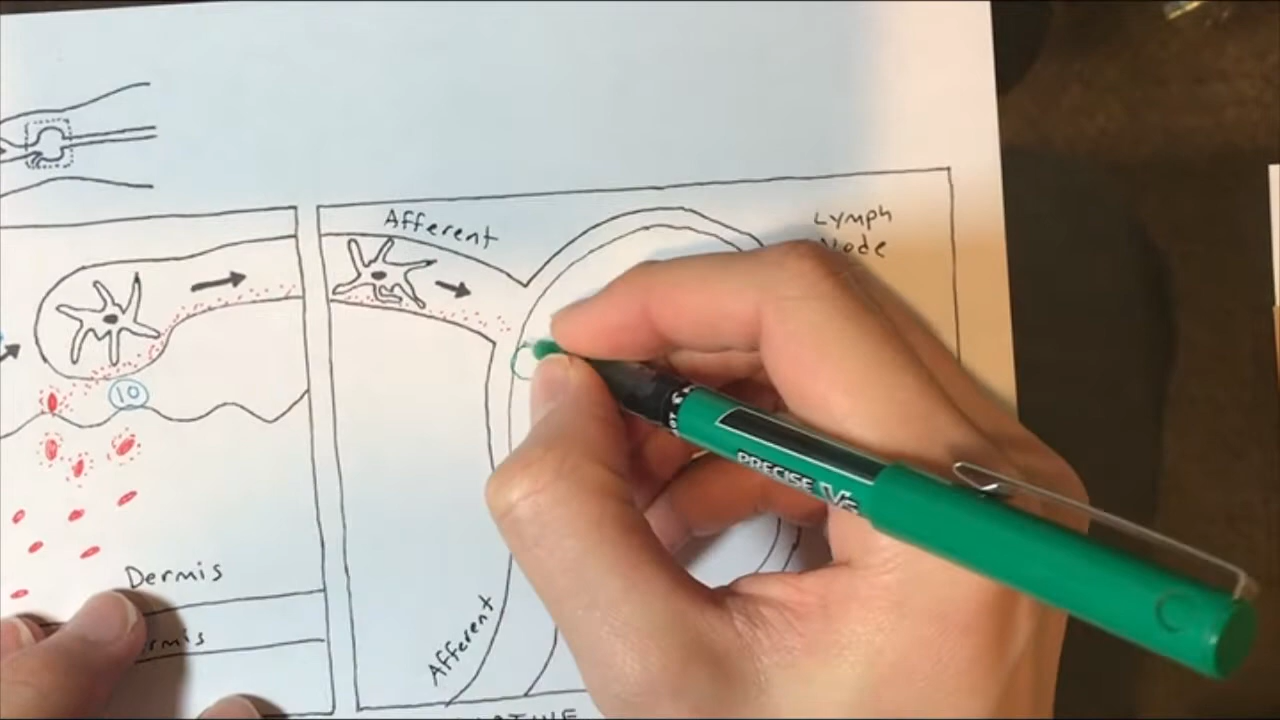 Afferent
Lymph
Node
10
PRECISE V5
Dermis
Afferent